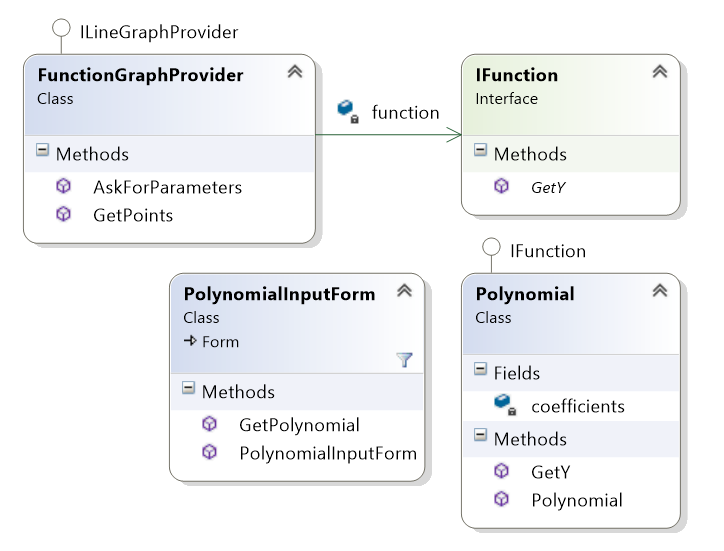 ILineGraphProvider
FunctionGraphProvider
Class
Methods
AskForParameters
GetPoints
function
IFunction
Interface
Methods
GetY
PolynomialInputForm
Class
Form
Methods
GetPolynomial
PolynomialInputForm
IFunction
Polynomial
Class
Fields
coefficients
Methods
GetY
Polynomial